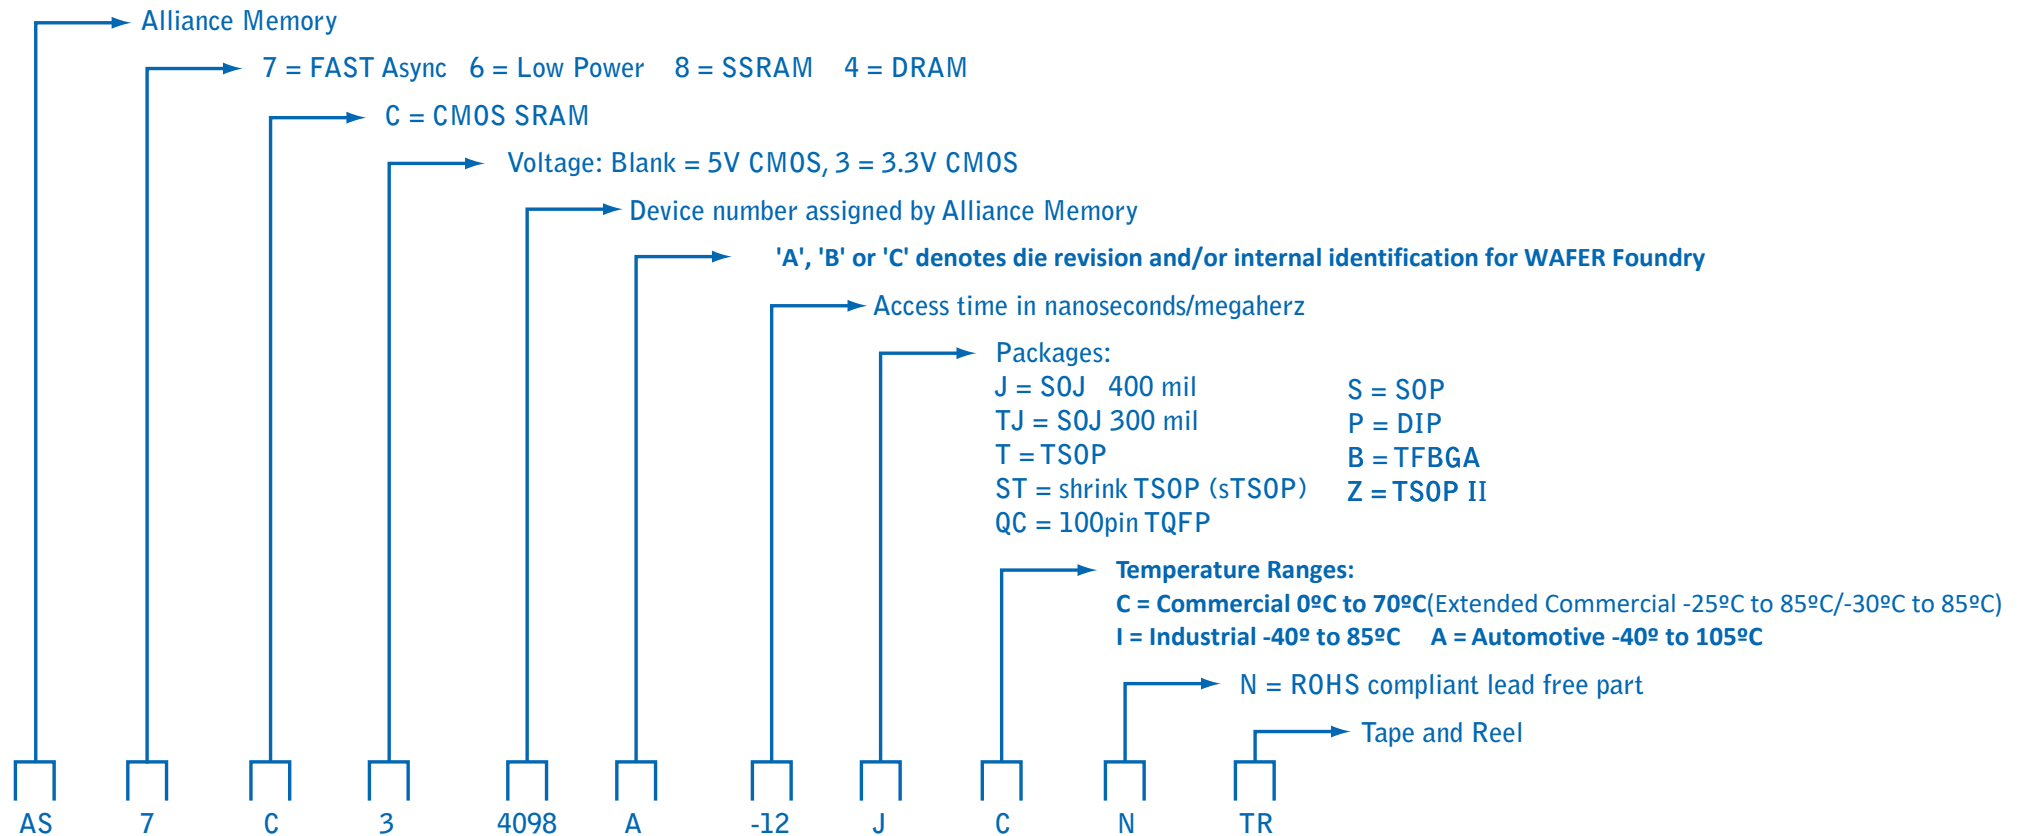 Alliance Memory
7 = FAST Async 6 = Low Power 8 = SSRAM 4 = DRAM
C = CMOS SRAM
Voltage: Blank = 5V CMOS, 3 = 3.3V CMOS
Device number assigned by Alliance Memory
'A', 'B' or 'C' denotes die revision and/or internal identification for WAFER Foundry
Access time in nanoseconds/megaherz
Packages:
J = SOJ 400 mil
TJ = SOJ 300 mil
T = TSOP
ST = shrink TSOP (sTSOP)
QC = 100pin TQFP
S = SOP
P = DIP
B = TFBGA
Z = TSOP II
Temperature Ranges:
C = Commercial 0ºC to 70ºC(Extended Commercial -25ºC to 85ºC/-30ºC to 85ºC)
I = Industrial -40º to 85ºC A = Automotive -40º to 105ºC
N = ROHS compliant lead free part
Tape and Reel
AS 7 C 3 4098 A -12 J C N TR